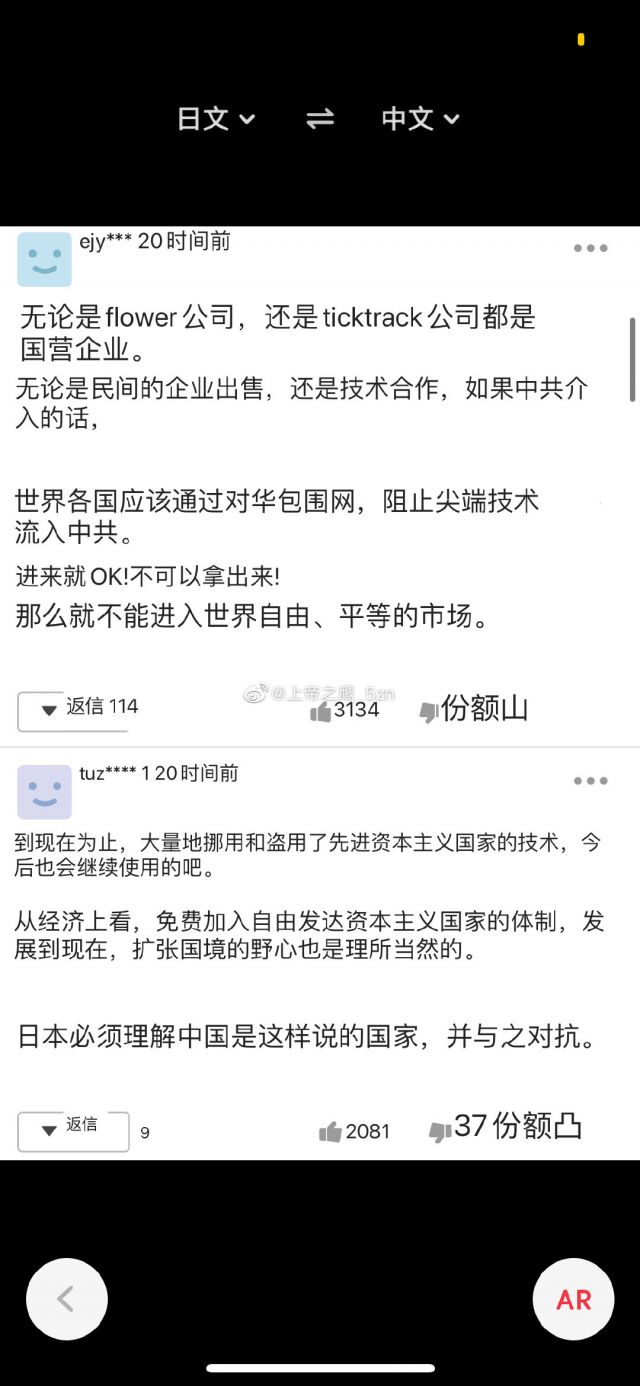 日文 中文
ejy*** 20时间前
无论是flower公司，还是ticktrack公司都是
国营企业。
无论是民间的企业出售，还是技术合作，如果中共介
入的话，
世界各国应该通过对华包围网，阻止尖端技术
流入中共。
进来就OK!不可以拿出来!
那么就不能进入世界自由、平等的市场。
@上帝之鹰_5zn
返信 114 3134 份额山
tuz**** 1 20时间前
到现在为止，大量地挪用和盗用了先进资本主义国家的技术，今
后也会继续使用的吧。
从经济上看，免费加入自由发达资本主义国家的体制，发
展到现在，扩张国境的野心也是理所当然的。
日本必须理解中国是这样说的国家，并与之对抗。
返信 9 2081 37份额凸
AR